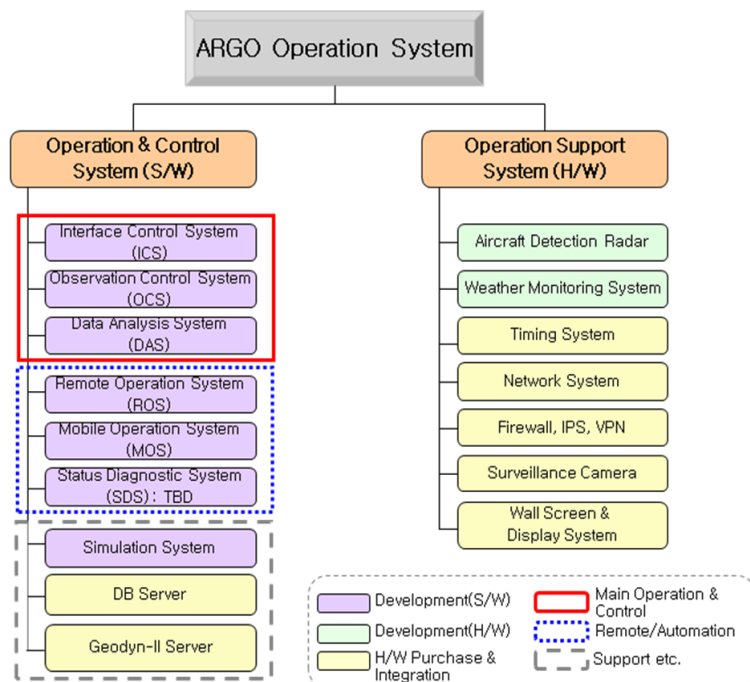 ARGO Operation System
Operation & Control
System (S/W)
Interface Control System
(ICS)
Observation Control System
(OCS)
Data Analysis System
(DAS)
Remote Operation System
(ROS)
Mobile Operation System
(MOS)
Status Diagnostic System
(SDS) : TBD
Simulation System
DB Server
Geodyn-II Server
Operation Support
System (H/W)
Aircraft Detection Radar
Weather Monitoring System
Timing System
Network System
Firewall, IPS, VPN
Surveillance Camera
Wall Screen &
Display System
Development(S/W)
Development(H/W)
H/W Purchase &
Integration
Main Operation &
Control
Remote/Automation
Support etc.